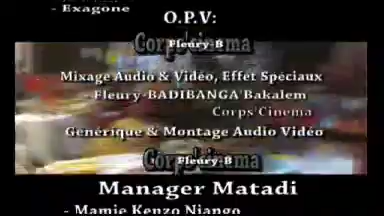 - Exagone
O.P.V:
Corps'cinema
Fleury-B
Mixage Audio & Vidéo, Effet Spéciaux
- Fleury-BADIBANGA'Bakalem
Corps'Cinema
Genérique & Montage Audio Vidéo
Corps'cinema
Fleury-B
Manager Matadi
- Mamie Kenzo Niango